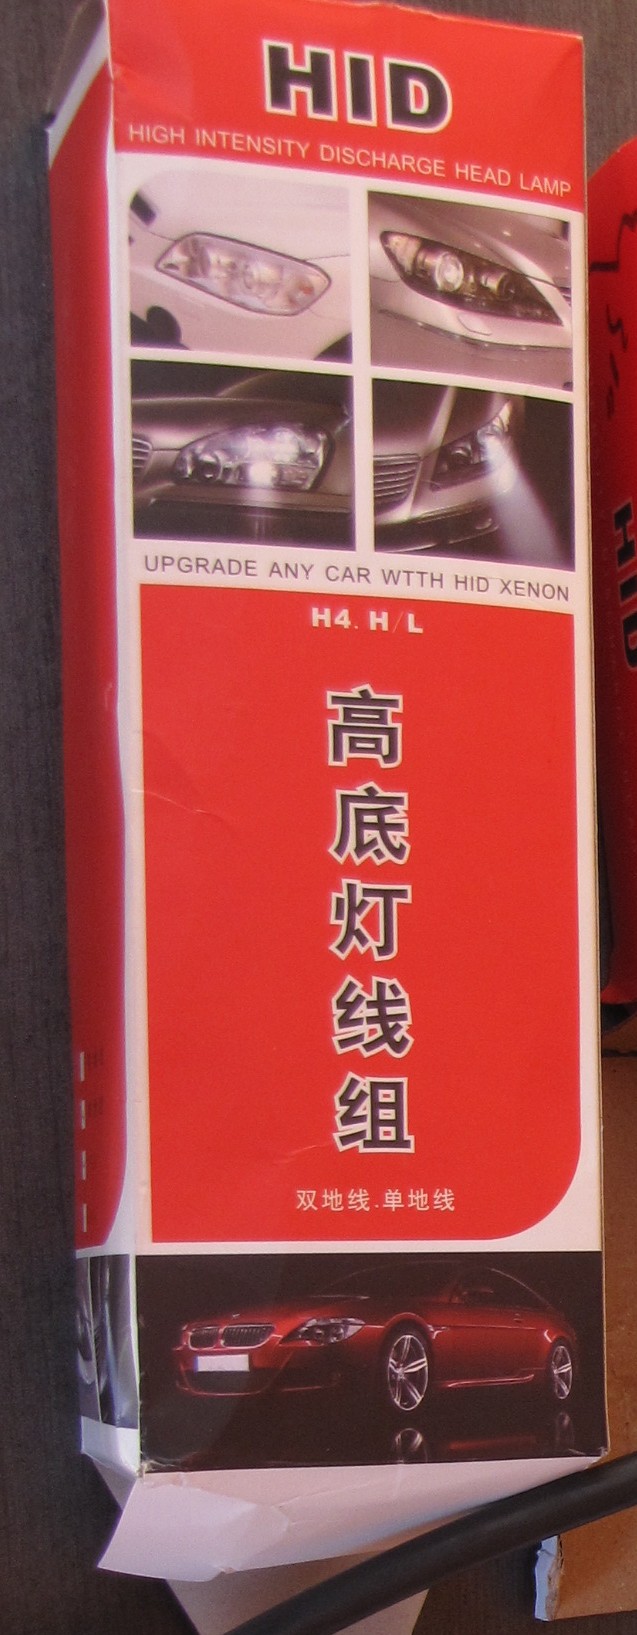 HID
HIGH INTENSITY DISCHARGE HEAD LAMP
UPGRADE ANY CAR WTTH HID XENON
H4. H/L
高底灯线组
双地线.单地线
HID